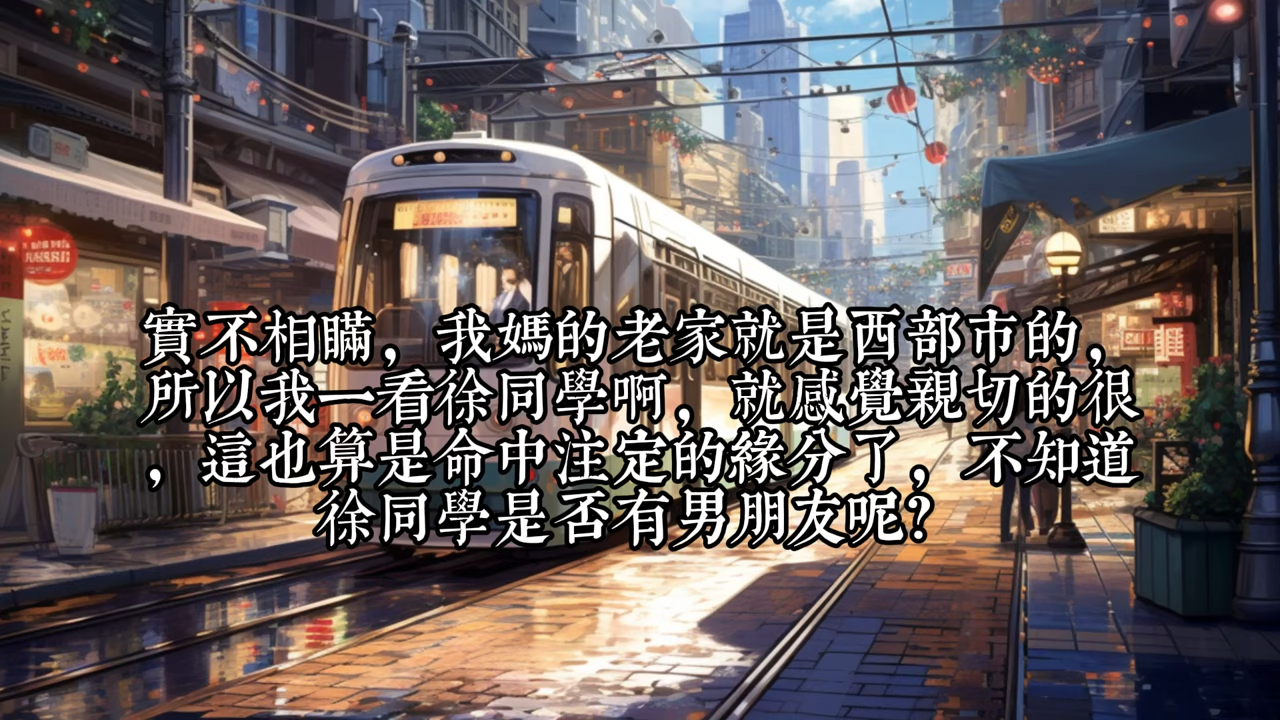 實不相瞞，我媽的老家就是西部市的，
所以我一看徐同學啊，就感覺親切的很
，這也算是命中注定的緣分了，不知道
徐同學是否有男朋友呢？